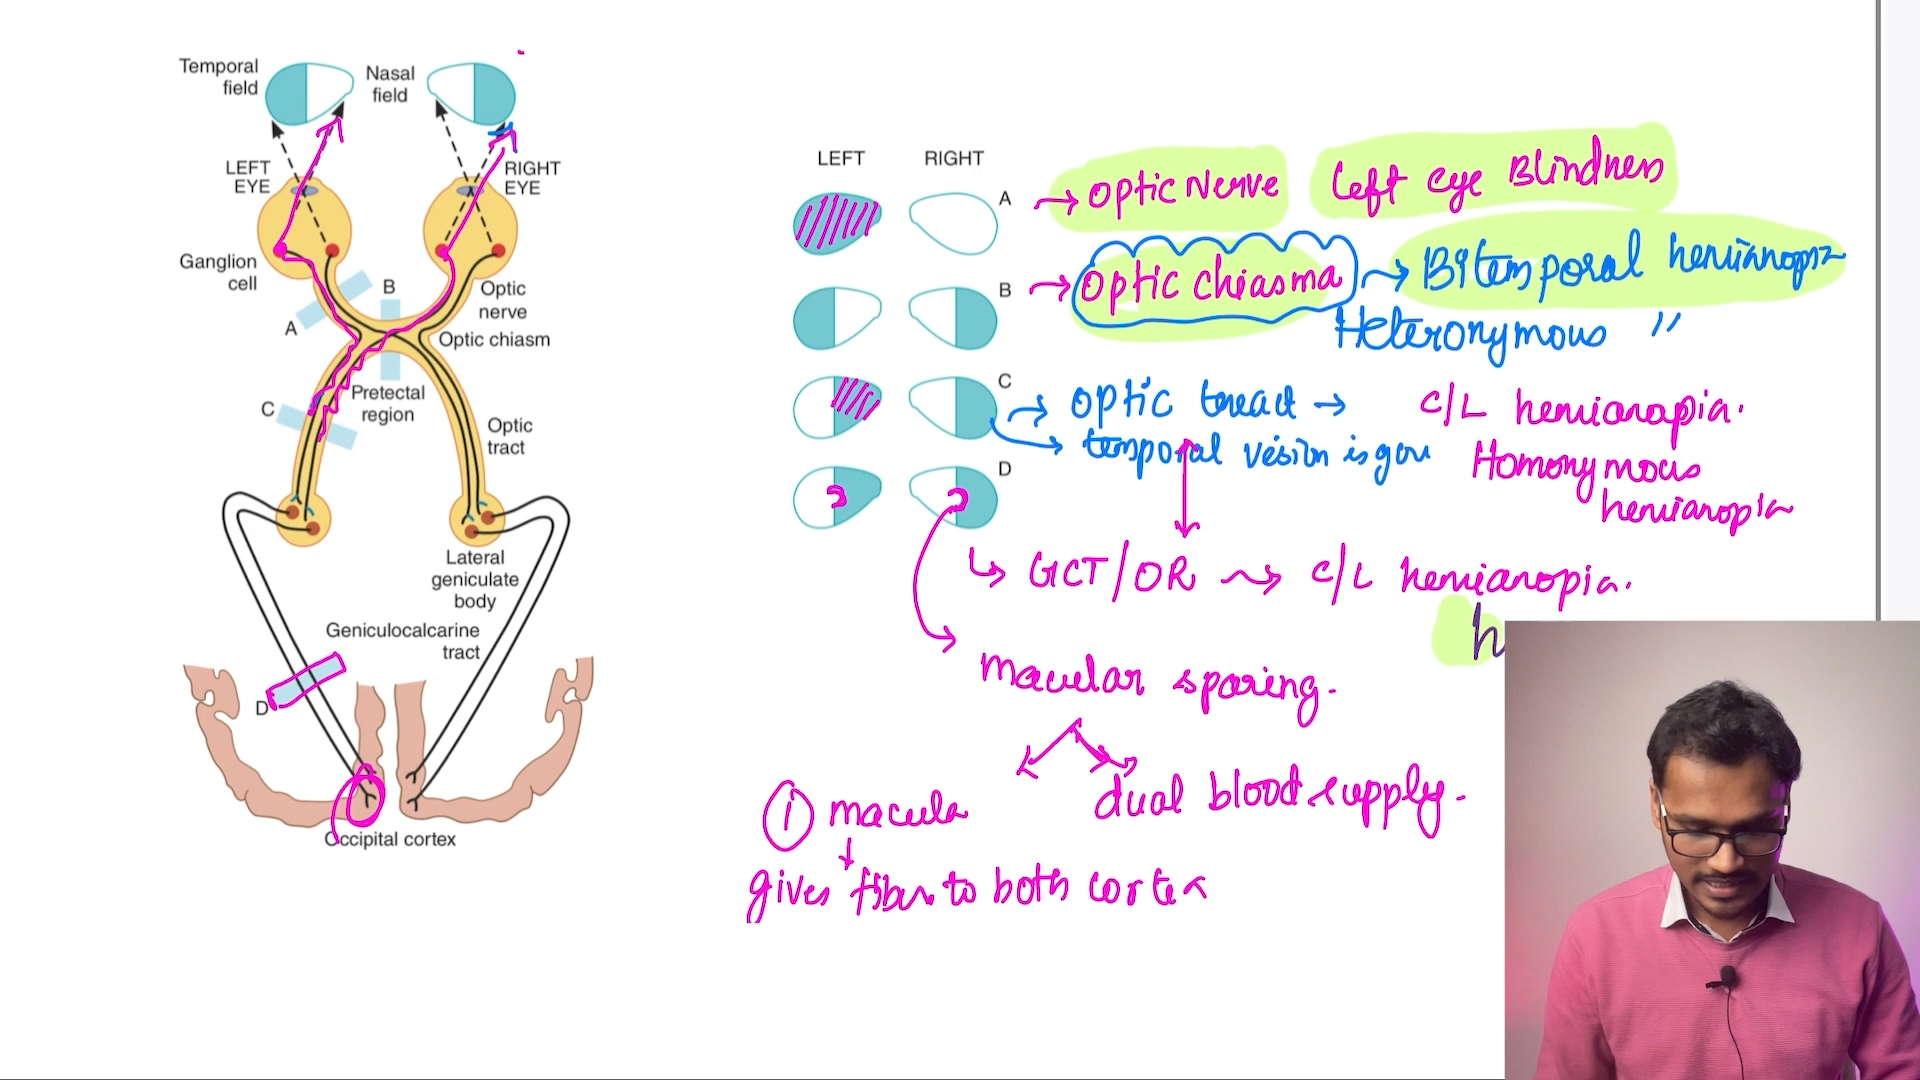 Temporal
field
Nasal
field
LEFT
EYE
RIGHT
EYE
Ganglion
cell
A
B
Optic
nerve
Optic chiasm
Pretectal
region
C
Optic
tract
Lateral
geniculate
body
Geniculocalcarine
tract
D
Occipital cortex
LEFT RIGHT
A → optic Nerve Left eye Blindness
B → optic chiasma → Bitemporal hemianopia
Heteronymous "
C → optic tract → C/L hemianopia.
→ temporal vision is gone
Homonymous
hemianopia
D
↳ GCT/OR → C/L hemianopia.
h
macular sparing.
① macula
dual blood supply.
gives fiber to both cortex